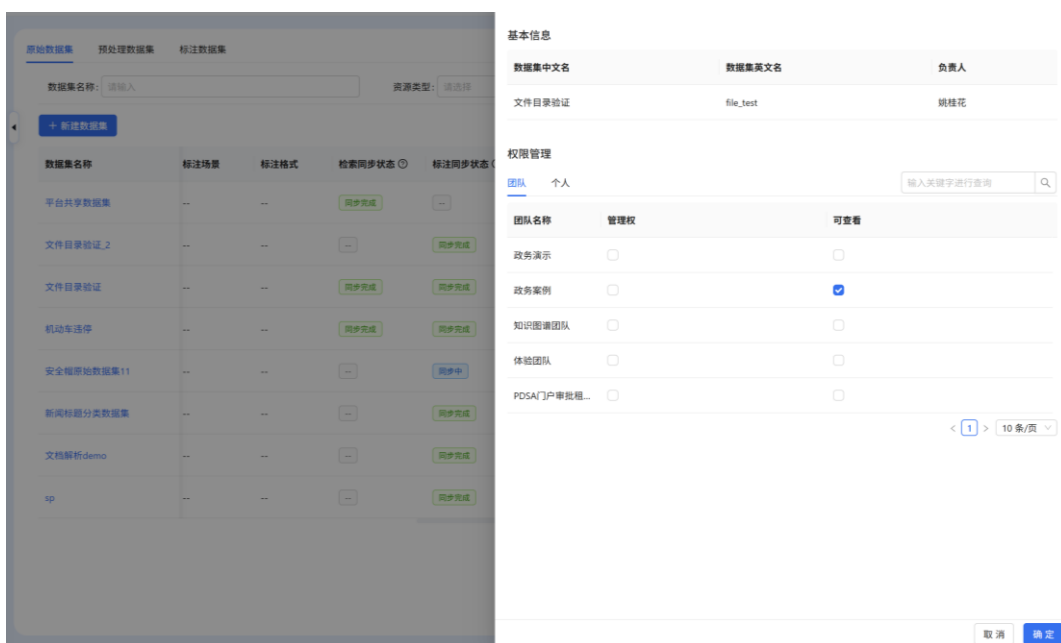 原始数据集 预处理数据集 标注数据集
数据集名称: 请输入 资源类型: 请选择
+ 新建数据集
数据集名称 标注场景 标注格式 检索同步状态 标注同步状态
平台共享数据集 -- -- 同步完成 --
文件目录验证_2 -- -- -- 同步完成
文件目录验证 -- -- 同步完成 同步完成
机动车违停 -- -- 同步完成 同步完成
安全帽原始数据集11 -- -- -- 同步中
新闻标题分类数据集 -- -- -- 同步完成
文档解析demo -- -- -- 同步完成
sp -- -- -- 同步完成
基本信息
数据集中文名 数据集英文名 负责人
文件目录验证 file_test 姚桂花
权限管理
团队 个人 输入关键字进行查询
团队名称 管理权 可查看
政务演示
政务案例
知识图谱团队
体验团队
PDSA门户审批租...
< 1 > 10 条/页
取消 确定